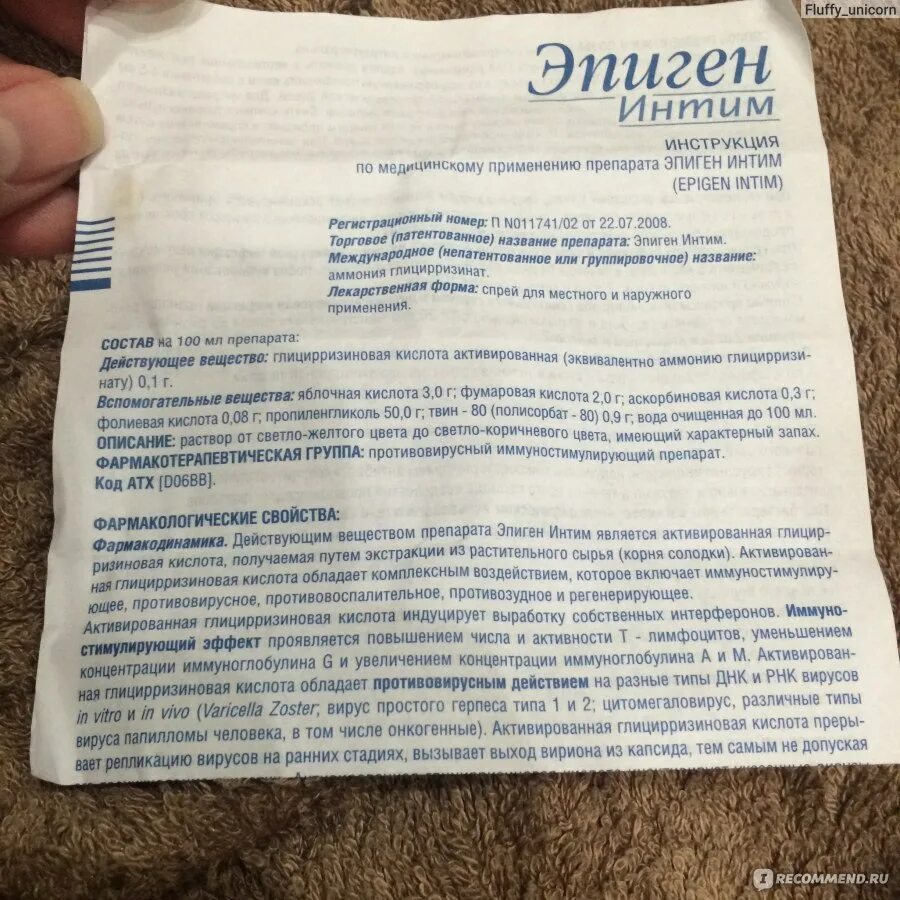 Fluffy_unicorn
Эпиген
Интим
ИНСТРУКЦИЯ
по медицинскому применению препарата ЭПИГЕН ИНТИМ
(EPIGEN INTIM)
Регистрационный номер: П N011741/02 от 22.07.2008.
Торговое (патентованное) название препарата: Эпиген Интим.
Международное (непатентованное или группировочное) название:
аммония глицирризинат.
Лекарственная форма: спрей для местного и наружного
применения.
СОСТАВ на 100 мл препарата:
Действующее вещество: глицирризиновая кислота активированная (эквивалентно аммонию глицирризи-
нату) 0,1 г.
Вспомогательные вещества: яблочная кислота 3,0 г; фумаровая кислота 2,0 г; аскорбиновая кислота 0,3 г;
фолиевая кислота 0,08 г; пропиленгликоль 50,0 г; твин - 80 (полисорбат - 80) 0,9 г; вода очищенная до 100 мл.
ОПИСАНИЕ: раствор от светло-желтого цвета до светло-коричневого цвета, имеющий характерный запах.
ФАРМАКОТЕРАПЕВТИЧЕСКАЯ ГРУППА: противовирусный иммуностимулирующий препарат.
Код АТХ [D06BB].
ФАРМАКОЛОГИЧЕСКИЕ СВОЙСТВА:
Фармакодинамика. Действующим веществом препарата Эпиген Интим является активированная глицир-
ризиновая кислота, получаемая путем экстракции из растительного сырья (корня солодки). Активирован-
ная глицирризиновая кислота обладает комплексным воздействием, которое включает иммуностимулиру-
ющее, противовирусное, противовоспалительное, противозудное и регенерирующее.
Активированная глицирризиновая кислота индуцирует выработку собственных интерферонов. Иммуно-
стимулирующий эффект проявляется повышением числа и активности Т - лимфоцитов, уменьшением
концентрации иммуноглобулина G и увеличением концентрации иммуноглобулина А и М. Активирован-
ная глицирризиновая кислота обладает противовирусным действием на разные типы ДНК и РНК вирусов
in vitro и in vivo (Varicella Zoster; вирус простого герпеса типа 1 и 2; цитомегаловирус, различные типы
вируса папилломы человека, в том числе онкогенные). Активированная глицирризиновая кислота преры-
вает репликацию вирусов на ранних стадиях, вызывает выход вириона из капсида, тем самым не допуская
IRECOMMEND.RU